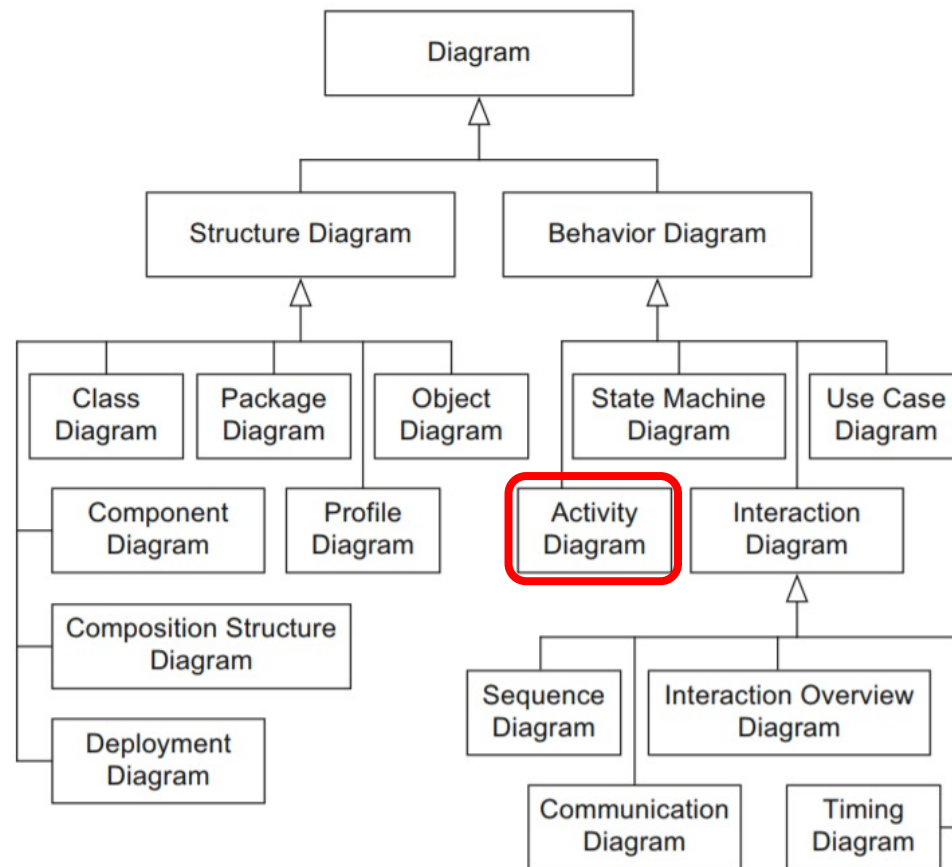 Diagram
Structure Diagram
Behavior Diagram
Class
Diagram
Package
Diagram
Object
Diagram
State Machine
Diagram
Use Case
Diagram
Component
Diagram
Profile
Diagram
Activity
Diagram
Interaction
Diagram
Composition Structure
Diagram
Sequence
Diagram
Interaction Overview
Diagram
Deployment
Diagram
Communication
Diagram
Timing
Diagram